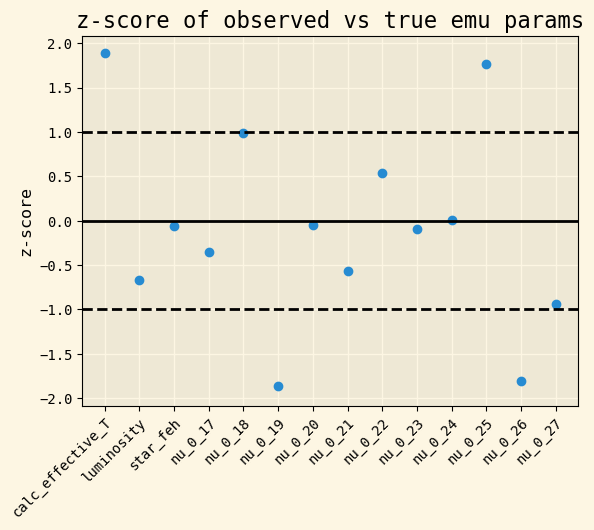 z-score of observed vs true emu params
z-score
2.0
1.5
1.0
0.5
0.0
−0.5
−1.0
−1.5
−2.0
calc_effective_T
luminosity
star_feh
nu_0_17
nu_0_18
nu_0_19
nu_0_20
nu_0_21
nu_0_22
nu_0_23
nu_0_24
nu_0_25
nu_0_26
nu_0_27